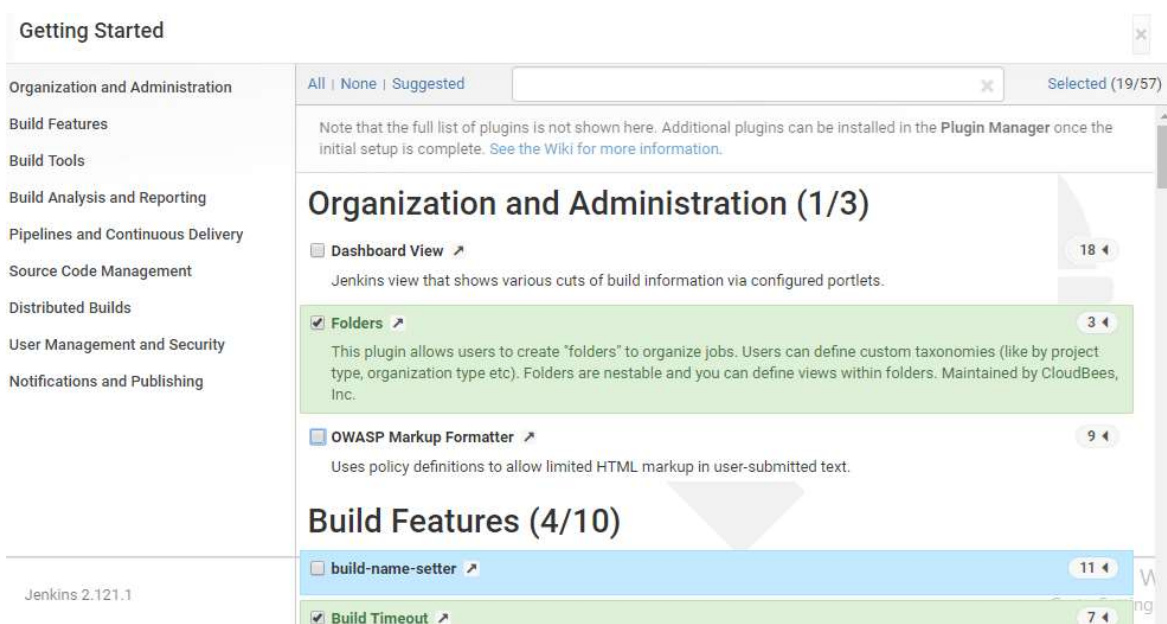 Getting Started
×
Organization and Administration
Build Features
Build Tools
Build Analysis and Reporting
Pipelines and Continuous Delivery
Source Code Management
Distributed Builds
User Management and Security
Notifications and Publishing
Jenkins 2.121.1
All | None | Suggested
Selected (19/57)
Note that the full list of plugins is not shown here. Additional plugins can be installed in the Plugin Manager once the
initial setup is complete. See the Wiki for more information.
Organization and Administration (1/3)
Dashboard View
18
Jenkins view that shows various cuts of build information via configured portlets.
Folders
3
This plugin allows users to create "folders" to organize jobs. Users can define custom taxonomies (like by project
type, organization type etc). Folders are nestable and you can define views within folders. Maintained by CloudBees,
Inc.
OWASP Markup Formatter
9
Uses policy definitions to allow limited HTML markup in user-submitted text.
Build Features (4/10)
build-name-setter
11
Build Timeout
7